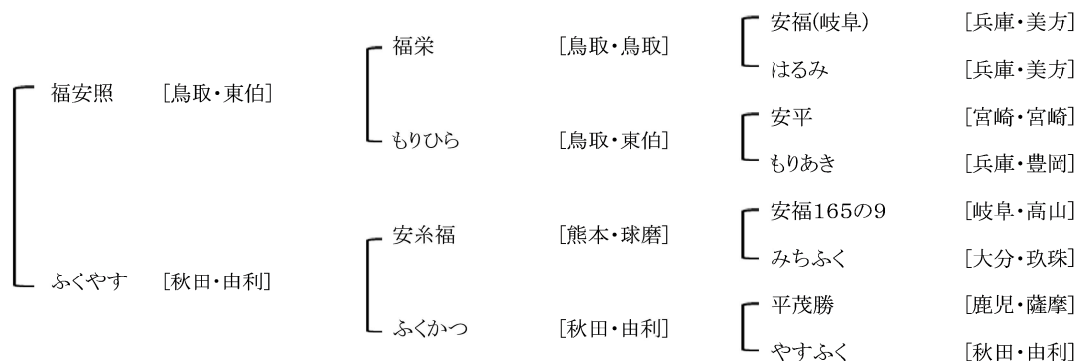 安福(岐阜) [兵庫・美方]
福栄 [鳥取・鳥取]
はるみ [兵庫・美方]
福安照 [鳥取・東伯]
安平 [宮崎・宮崎]
もりひら [鳥取・東伯]
もりあき [兵庫・豊岡]
安福165の9 [岐阜・高山]
安糸福 [熊本・球磨]
みちふく [大分・玖珠]
ふくやす [秋田・由利]
平茂勝 [鹿児・薩摩]
ふくかつ [秋田・由利]
やすふく [秋田・由利]